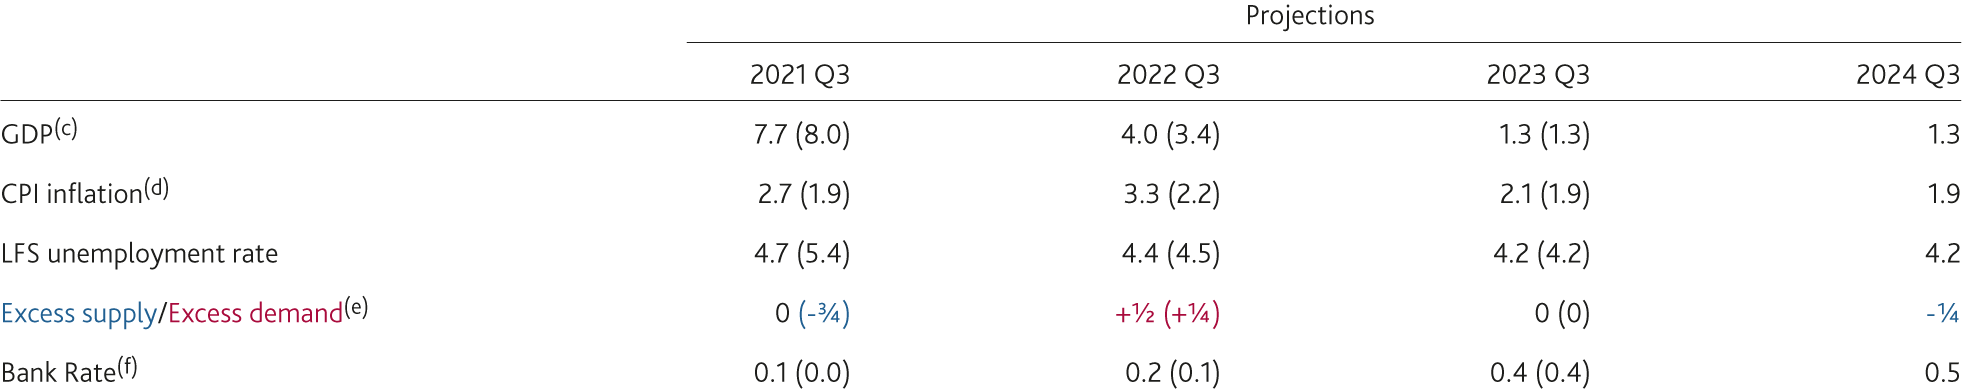 Projections
2021 Q3 2022 Q3 2023 Q3 2024 Q3
GDP(c) 7.7 (8.0) 4.0 (3.4) 1.3 (1.3) 1.3
CPI inflation(d) 2.7 (1.9) 3.3 (2.2) 2.1 (1.9) 1.9
LFS unemployment rate 4.7 (5.4) 4.4 (4.5) 4.2 (4.2) 4.2
Excess supply/Excess demand(e) 0 (-¾) +½ (+¼) 0 (0) -¼
Bank Rate(f) 0.1 (0.0) 0.2 (0.1) 0.4 (0.4) 0.5